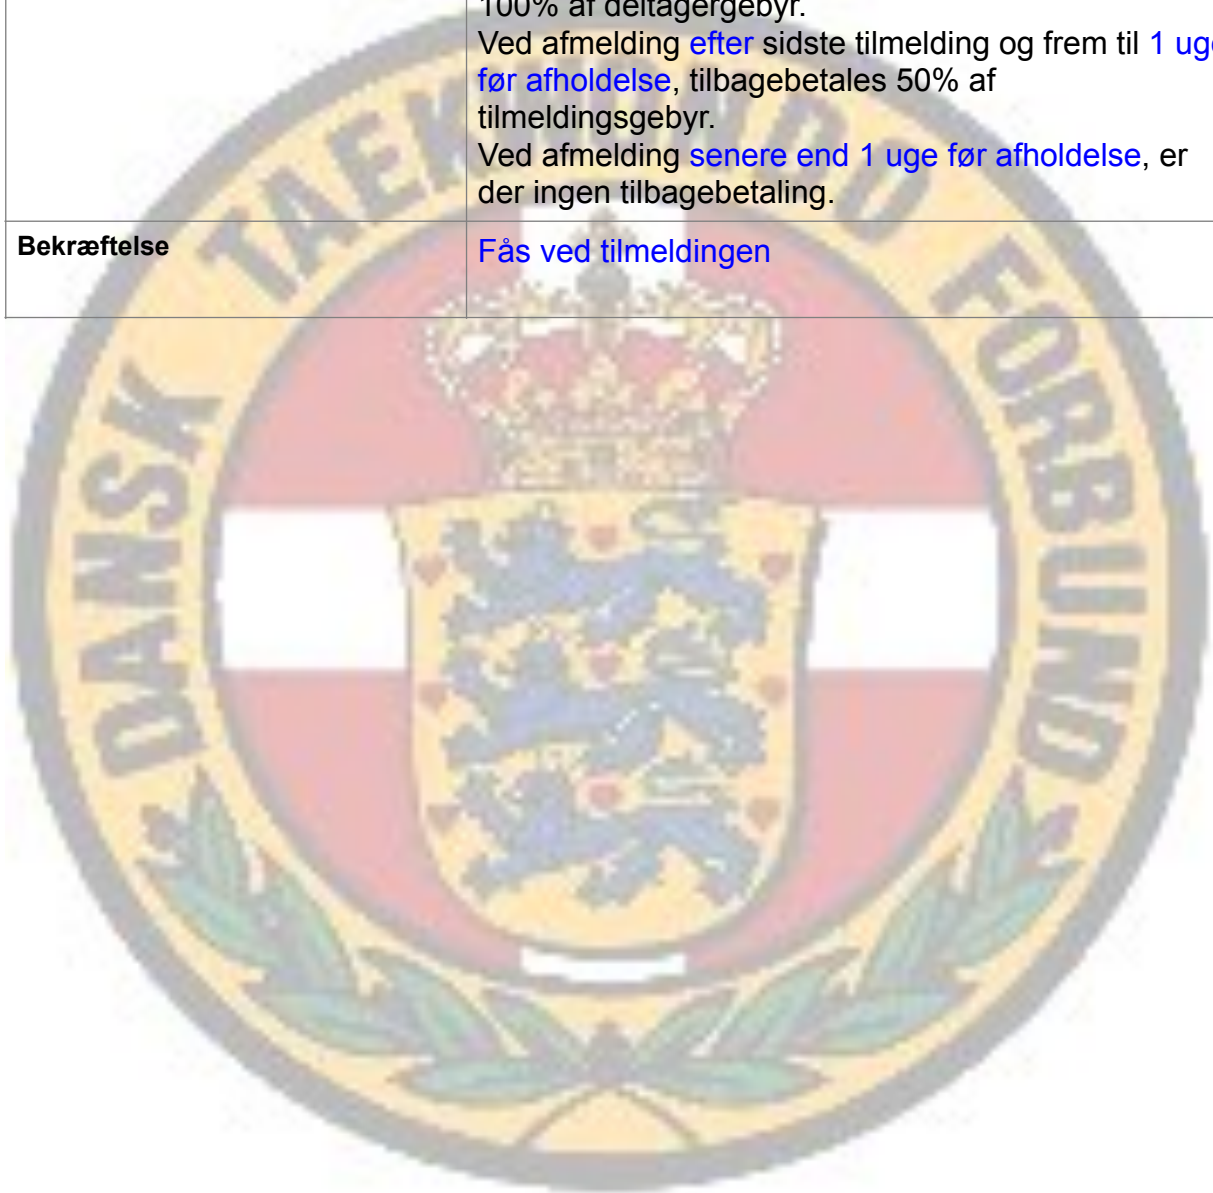 100% af deltagergebyr.
Ved afmelding efter sidste tilmelding og frem til 1 uge
før afholdelse, tilbagebetales 50% af
tilmeldingsgebyr.
Ved afmelding senere end 1 uge før afholdelse, er
der ingen tilbagebetaling.
Bekræftelse
Fås ved tilmeldingen
DANSK TAEKWONDO FORBUND